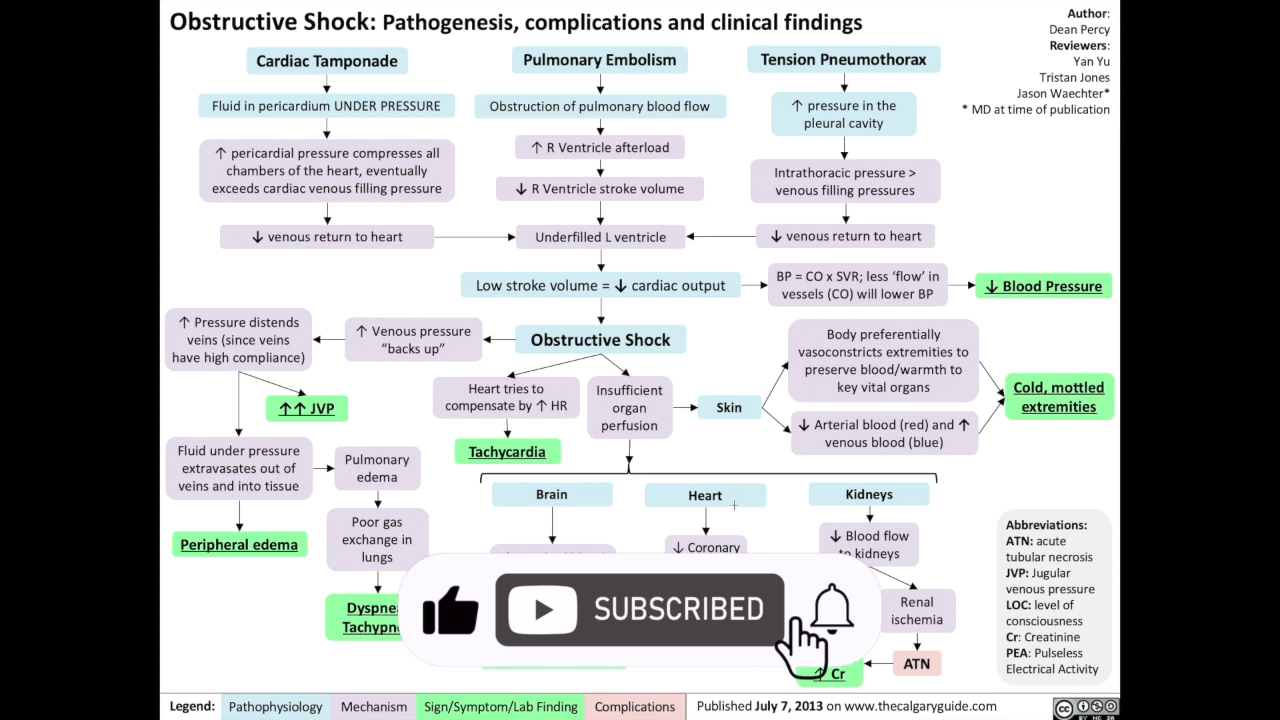 Obstructive Shock: Pathogenesis, complications and clinical findings
Author:
Dean Percy
Reviewers:
Yan Yu
Tristan Jones
Jason Waechter*
* MD at time of publication
Cardiac Tamponade
Pulmonary Embolism
Tension Pneumothorax
Fluid in pericardium UNDER PRESSURE
Obstruction of pulmonary blood flow
↑ pressure in the
pleural cavity
↑ pericardial pressure compresses all
chambers of the heart, eventually
exceeds cardiac venous filling pressure
↑ R Ventricle afterload
↓ R Ventricle stroke volume
Intrathoracic pressure >
venous filling pressures
↓ venous return to heart
Underfilled L ventricle
↓ venous return to heart
Low stroke volume = ↓ cardiac output
BP = CO x SVR; less ‘flow’ in
vessels (CO) will lower BP
↓ Blood Pressure
↑ Pressure distends
veins (since veins
have high compliance)
↑ Venous pressure
“backs up”
Obstructive Shock
Body preferentially
vasoconstricts extremities to
preserve blood/warmth to
key vital organs
↑↑ JVP
Heart tries to
compensate by ↑ HR
Insufficient
organ
perfusion
Skin
Cold, mottled
extremities
↓ Arterial blood (red) and ↑
venous blood (blue)
Tachycardia
Fluid under pressure
extravasates out of
veins and into tissue
Pulmonary
edema
Brain
Heart
Kidneys
Peripheral edema
Poor gas
exchange in
lungs
↓ Coronary
↓ Blood flow
to kidneys
Renal
ischemia
ATN
↑ Cr
SUBSCRIBED
Abbreviations:
ATN: acute
tubular necrosis
JVP: Jugular
venous pressure
LOC: level of
consciousness
Cr: Creatinine
PEA: Pulseless
Electrical Activity
Legend:
Pathophysiology
Mechanism
Sign/Symptom/Lab Finding
Complications
Published July 7, 2013 on www.thecalgaryguide.com